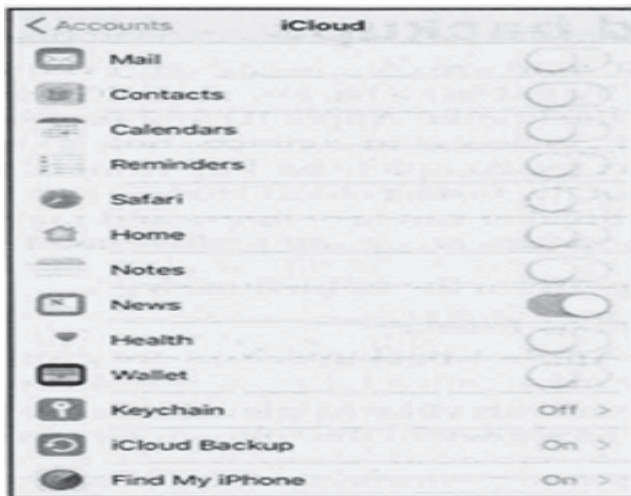 Accounts iCloud
Mail
Contacts
Calendars
Reminders
Safari
Home
Notes
News
Health
Wallet
Keychain Off >
iCloud Backup On >
Find My iPhone On >